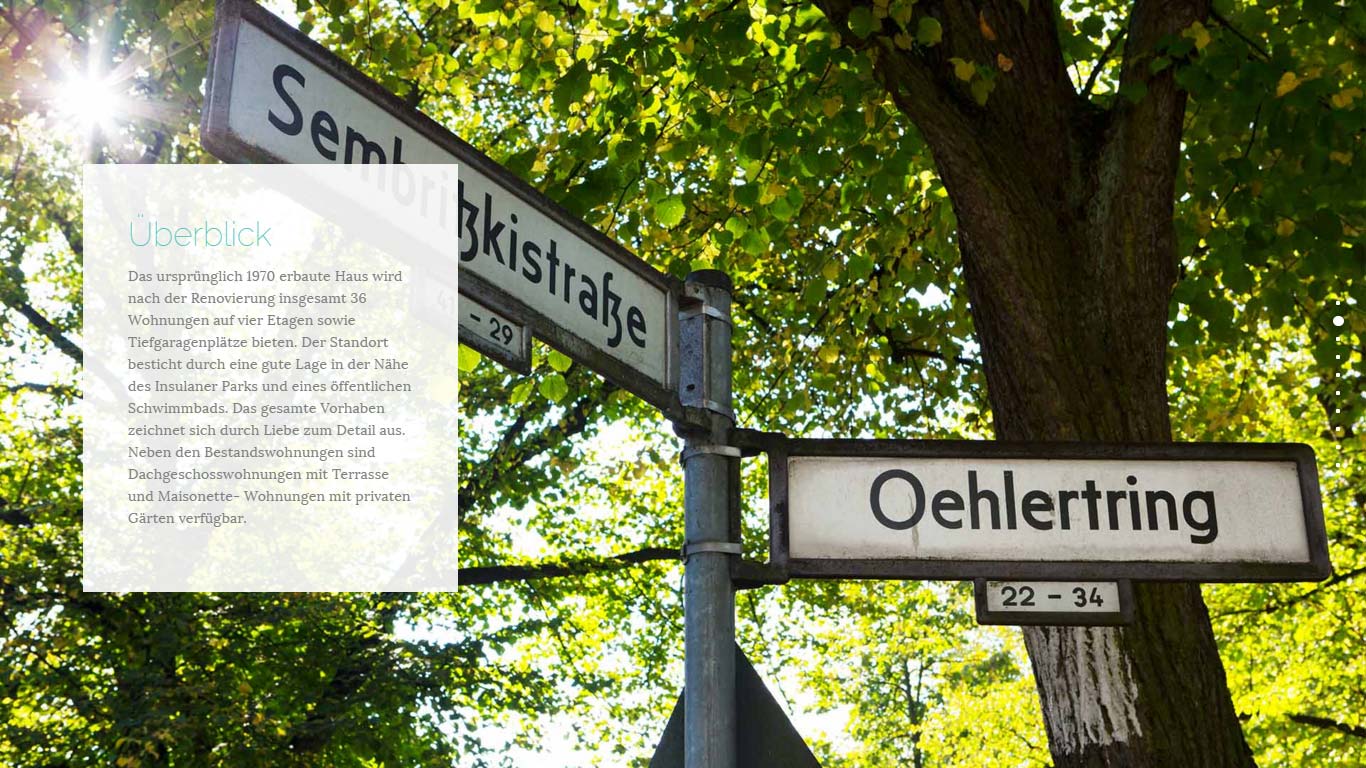 Sembritzkistraße
41 - 29
Überblick
Das ursprünglich 1970 erbaute Haus wird
nach der Renovierung insgesamt 36
Wohnungen auf vier Etagen sowie
Tiefgaragenplätze bieten. Der Standort
besticht durch eine gute Lage in der Nähe
des Insulaner Parks und eines öffentlichen
Schwimmbads. Das gesamte Vorhaben
zeichnet sich durch Liebe zum Detail aus.
Neben den Bestandswohnungen sind
Dachgeschosswohnungen mit Terrasse
und Maisonette- Wohnungen mit privaten
Gärten verfügbar.
Oehlertring
22 - 34